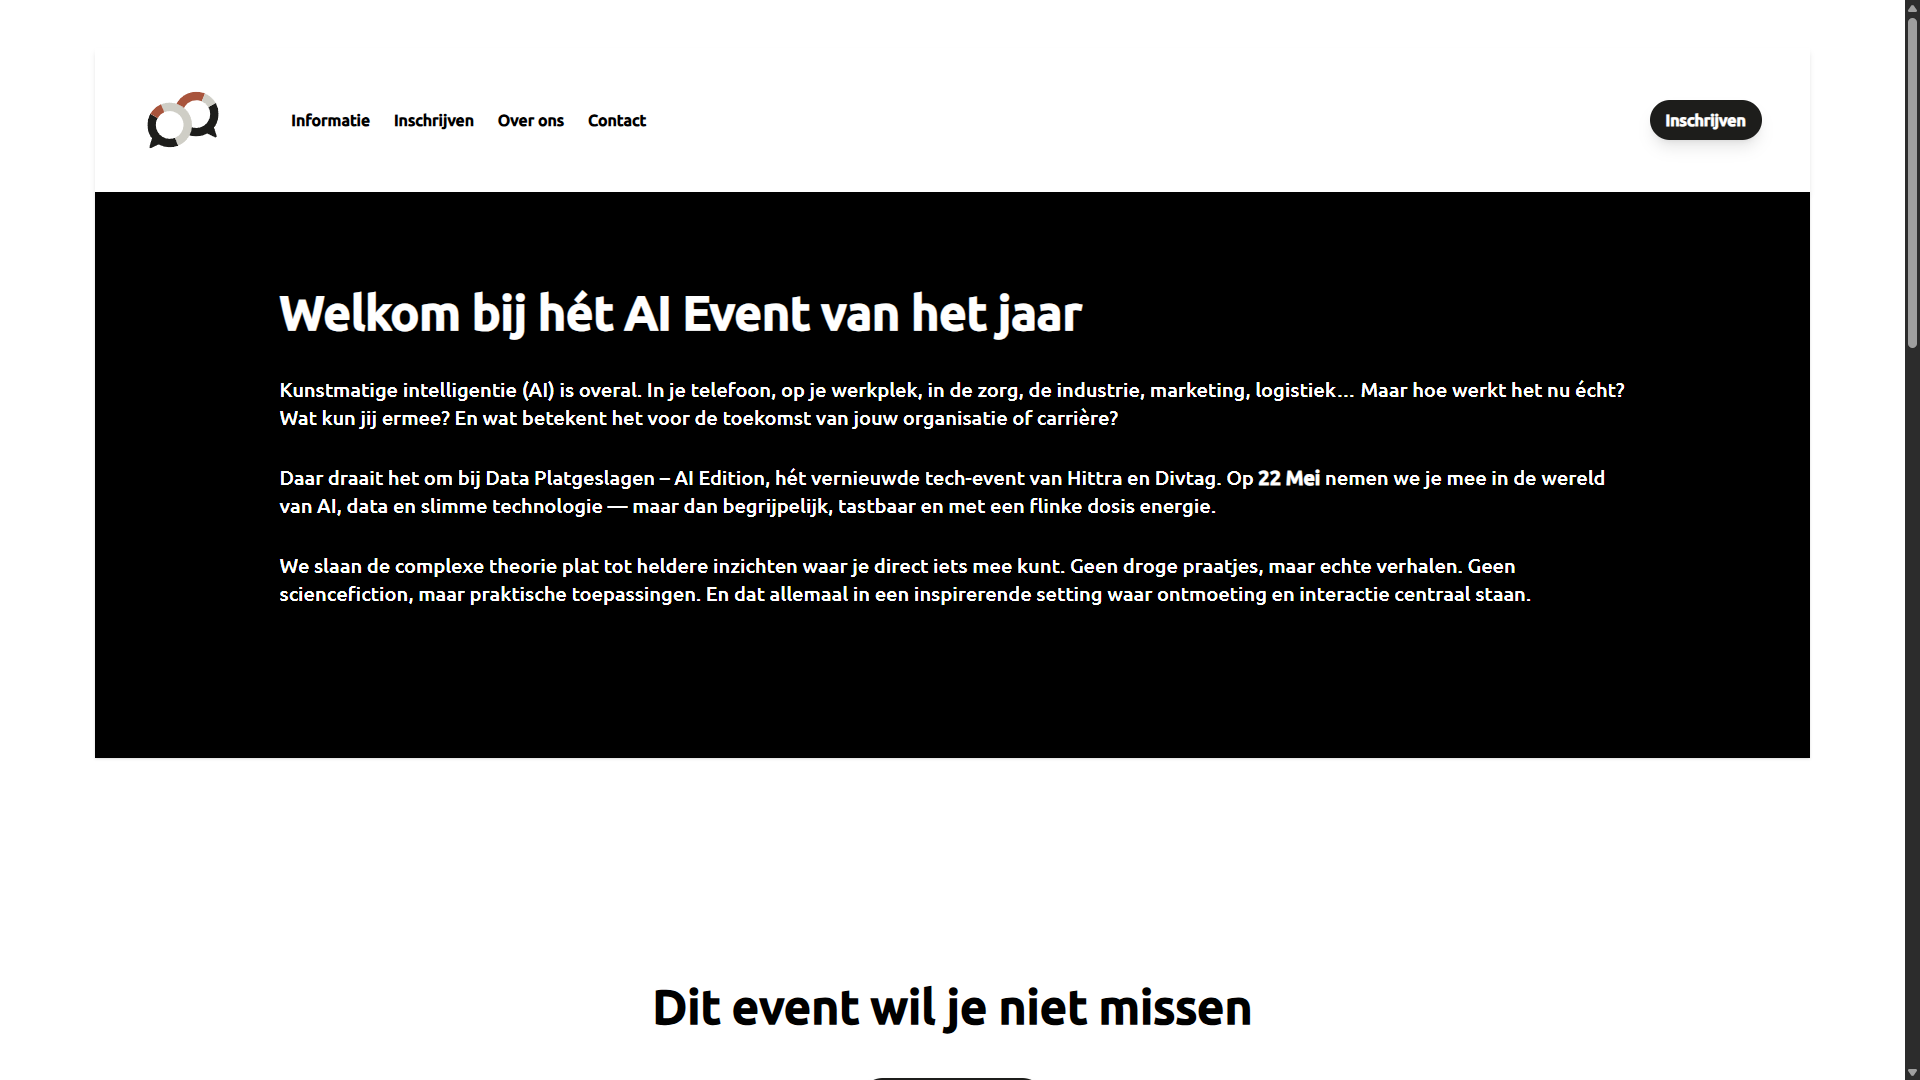 Informatie
Inschrijven
Over ons
Contact
Inschrijven
Welkom bij hét AI Event van het jaar
Kunstmatige intelligentie (AI) is overal. In je telefoon, op je werkplek, in de zorg, de industrie, marketing, logistiek… Maar hoe werkt het nu écht?
Wat kun jij ermee? En wat betekent het voor de toekomst van jouw organisatie of carrière?
Daar draait het om bij Data Platgeslagen – AI Edition, hét vernieuwde tech-event van Hittra en Divtag. Op 22 Mei nemen we je mee in de wereld
van AI, data en slimme technologie — maar dan begrijpelijk, tastbaar en met een flinke dosis energie.
We slaan de complexe theorie plat tot heldere inzichten waar je direct iets mee kunt. Geen droge praatjes, maar echte verhalen. Geen
sciencefiction, maar praktische toepassingen. En dat allemaal in een inspirerende setting waar ontmoeting en interactie centraal staan.
Dit event wil je niet missen